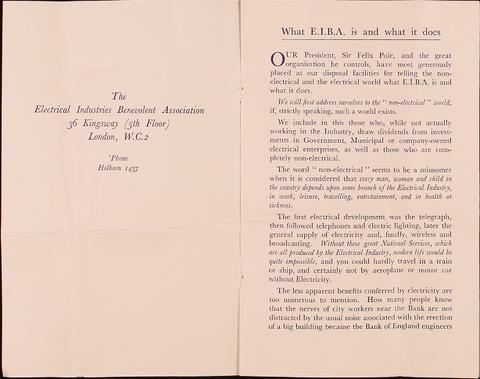 The
Electrical Industries Benevolent Association
36 Kingsway (5th Floor)
London, W.C.2
'Phone
Holborn 1437
What E.I.B.A. is and what it does
OUR President, Sir Felix Pole, and the great
organisation he controls, have most generously
placed at our disposal facilities for telling the non-
electrical and the electrical world what E.I.B.A. is and
what it does.
We will first address ourselves to the "non-electrical" world,
if, strictly speaking, such a world exists.
We include in this those who, while not actually
working in the Industry, draw dividends from invest-
ments in Government, Municipal or company-owned
electrical enterprises, as well as those who are com-
pletely non-electrical.
The word "non-electrical" seems to be a misnomer
when it is considered that every man, woman and child in
the country depends upon some branch of the Electrical Industry,
in work, leisure, travelling, entertainment, and in health or
sickness.
The first electrical development was the telegraph,
then followed telephones and electric lighting, later the
general supply of electricity and, finally, wireless and
broadcasting. Without these great National Services, which
are all produced by the Electrical Industry, modern life would be
quite impossible, and you could hardly travel in a train
or ship, and certainly not by aeroplane or motor car
without Electricity.
The less apparent benefits conferred by electricity are
too numerous to mention. How many people know
that the nerves of city workers near the Bank are not
distracted by the usual noise associated with the erection
of a big building because the Bank of England engineers